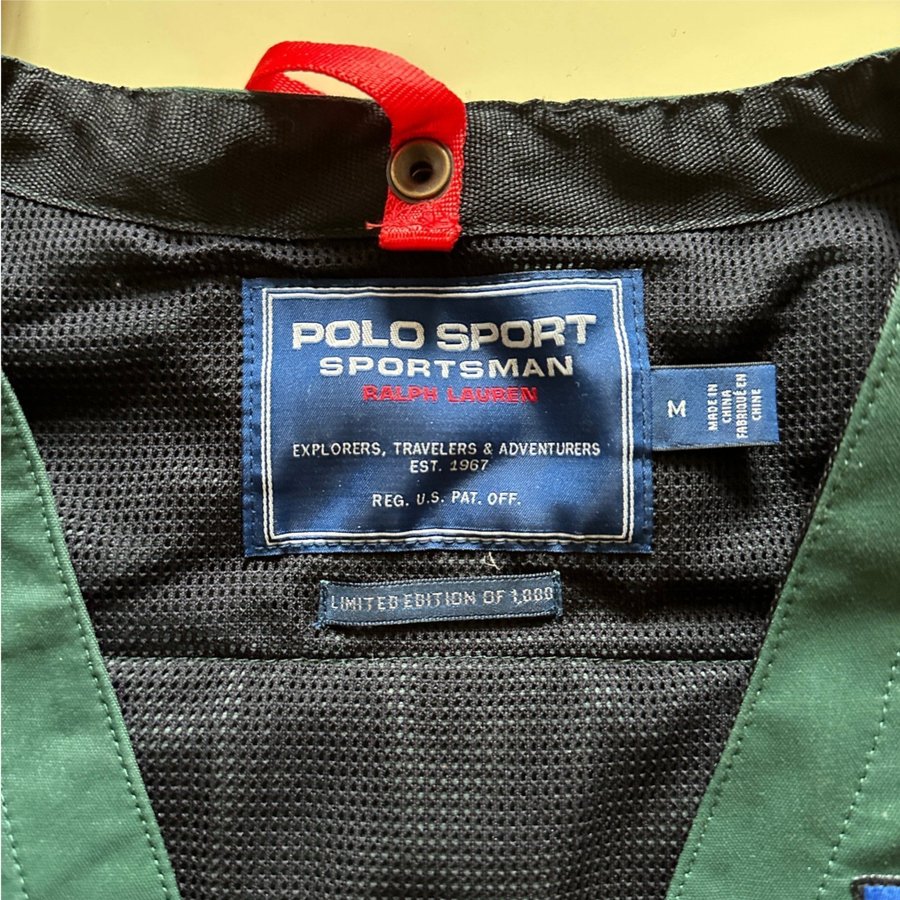 POLO SPORT
SPORTSMAN
RALPH LAUREN
EXPLORERS, TRAVELERS & ADVENTURERS
EST. 1967
REG. U.S. PAT. OFF.
M
MADE IN
CHINA
FABRIQUÉ EN
CHINE
LIMITED EDITION OF 1,000